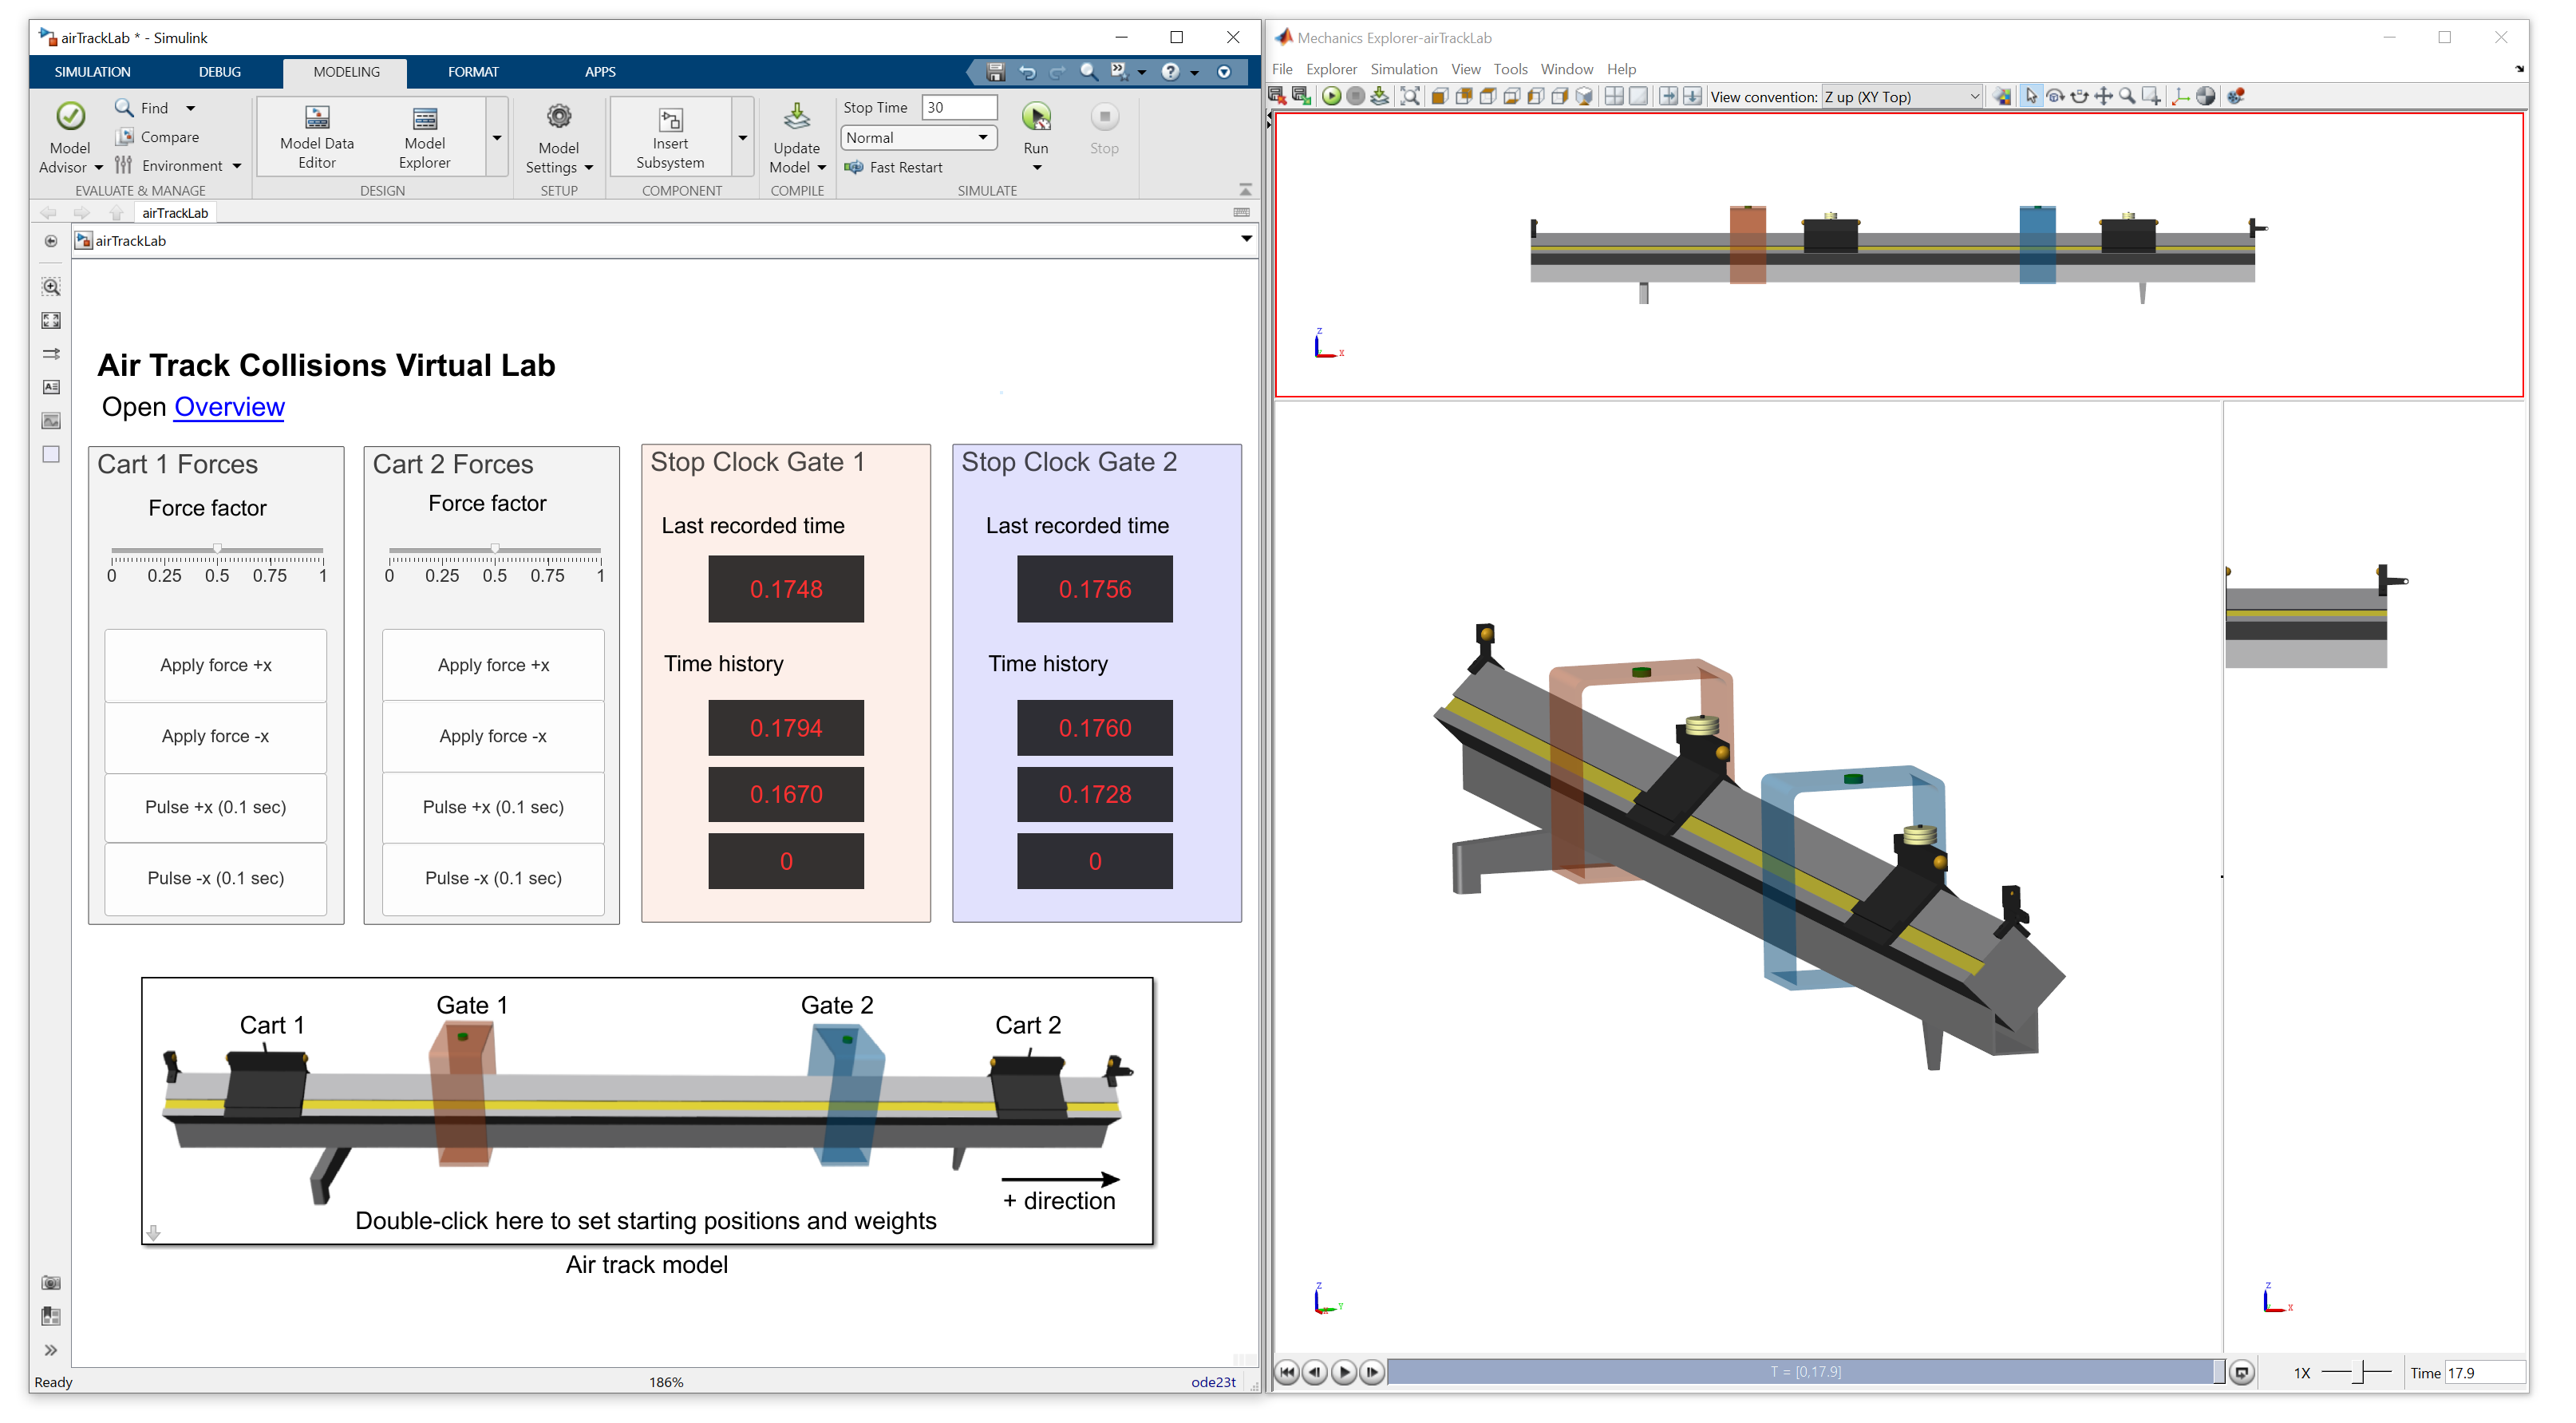 airTrackLab * - Simulink
SIMULATION DEBUG MODELING FORMAT APPS
Find
Compare
Environment
Model Advisor
EVALUATE & MANAGE
Model Data Editor
Model Explorer
DESIGN
Model Settings
SETUP
Insert Subsystem
COMPONENT
Update Model
COMPILE
Stop Time 30
Normal
Fast Restart
Run
Stop
SIMULATE
airTrackLab
airTrackLab
Air Track Collisions Virtual Lab
Open Overview
Cart 1 Forces
Force factor
0 0.25 0.5 0.75 1
Apply force +x
Apply force -x
Pulse +x (0.1 sec)
Pulse -x (0.1 sec)
Cart 2 Forces
Force factor
0 0.25 0.5 0.75 1
Apply force +x
Apply force -x
Pulse +x (0.1 sec)
Pulse -x (0.1 sec)
Stop Clock Gate 1
Last recorded time
0.1748
Time history
0.1794
0.1670
0
Stop Clock Gate 2
Last recorded time
0.1756
Time history
0.1760
0.1728
0
Cart 1
Gate 1
Gate 2
Cart 2
+ direction
Double-click here to set starting positions and weights
Air track model
Ready 186% ode23t
Mechanics Explorer-airTrackLab
File Explorer Simulation View Tools Window Help
View convention: Z up (XY Top)
z
x
z
Y
z
x
T = [0,17.9]
1X
Time 17.9